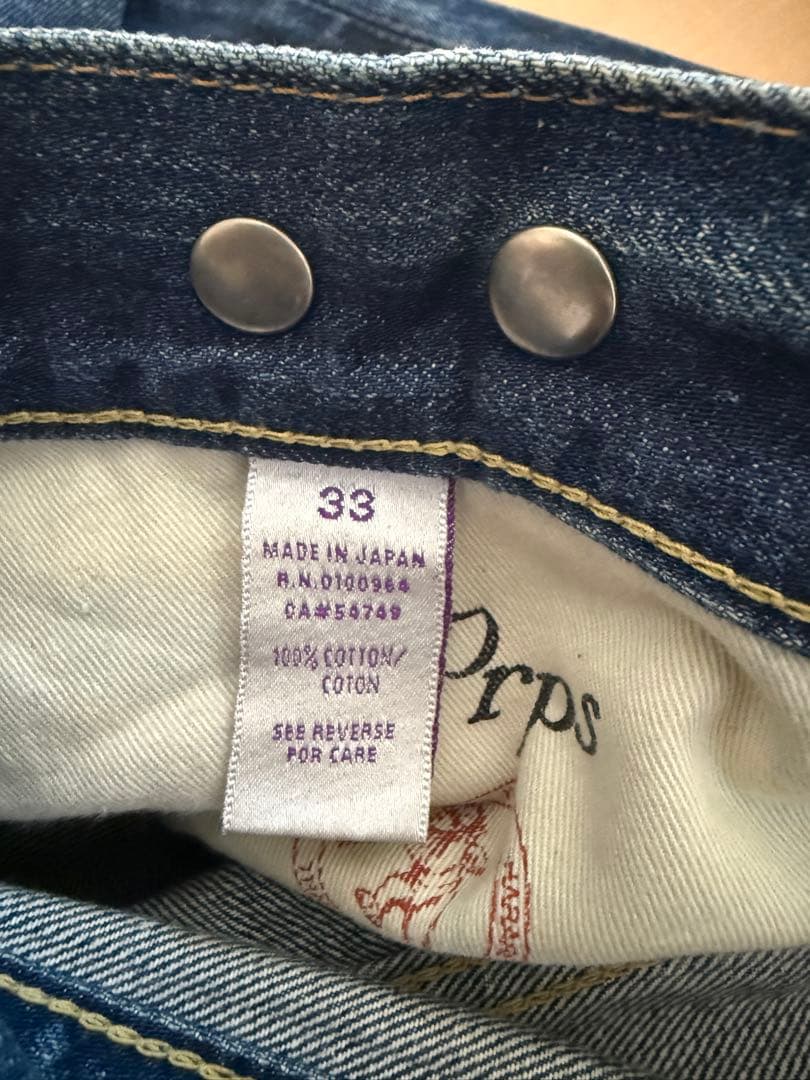 33
MADE IN JAPAN
R.N.0100964
CA#54749
100% COTTON/
COTON
SEE REVERSE
FOR CARE
Prps